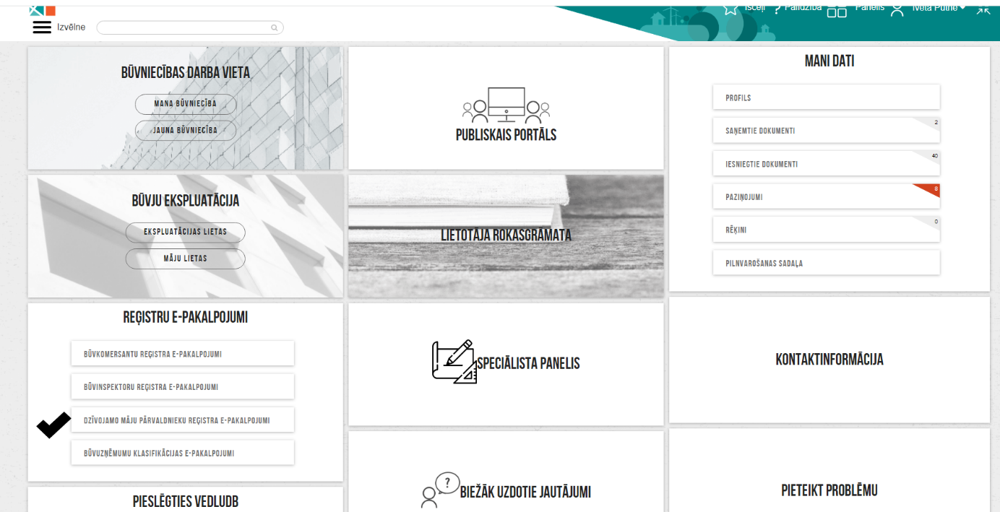 Izvēlne
Palīdzība
Panelis
Iveta Putne
BŪVNIECĪBAS DARBA VIETA
MANA BŪVNIECĪBA
JAUNA BŪVNIECĪBA
BŪVJU EKSPLUATĀCIJA
EKSPLUATĀCIJAS LIETAS
MĀJU LIETAS
REĢISTRU E-PAKALPOJUMI
BŪVKOMERSANTU REĢISTRA E-PAKALPOJUMI
BŪVINSPEKTORU REĢISTRA E-PAKALPOJUMI
DZĪVOJAMO MĀJU PĀRVALDNIEKU REĢISTRA E-PAKALPOJUMI
BŪVUZŅĒMUMU KLASIFIKĀCIJAS E-PAKALPOJUMI
PIESLĒGTIES VEDLUDB
PUBLISKAIS PORTĀLS
LIETOTĀJA ROKASGRĀMATA
SPECIĀLISTA PANELIS
?
BIEŽĀK UZDOTIE JAUTĀJUMI
MANI DATI
PROFILS
SAŅEMTIE DOKUMENTI 2
IESNIEGTIE DOKUMENTI 40
PAZIŅOJUMI 8
RĒĶINI 0
PILNVAROŠANAS SADAĻA
KONTAKTINFORMĀCIJA
PIETEIKT PROBLĒMU